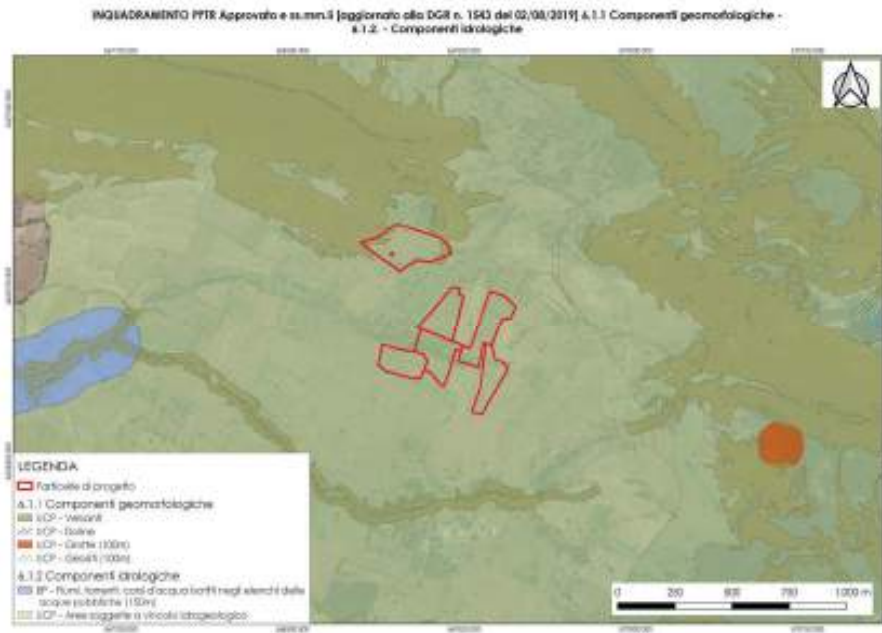 INQUADRAMENTO PPTR Approvato e ss.mm.ii [aggiornato alla DGR n. 1543 del 02/08/2019] 6.1.1 Componenti geomorfologiche -
6.1.2. - Componenti idrologiche
LEGENDA
Particelle di progetto
6.1.1 Componenti geomorfologiche
UCP - Versanti
UCP - Doline
UCP - Grotte (100m)
UCP - Geositi (100m)
6.1.2 Componenti idrologiche
BP - Fiumi, torrenti, corsi d'acqua iscritti negli elenchi delle
acque pubbliche (150m)
UCP - Aree soggette a vincolo idrogeologico
0 250 500 750 1000 m